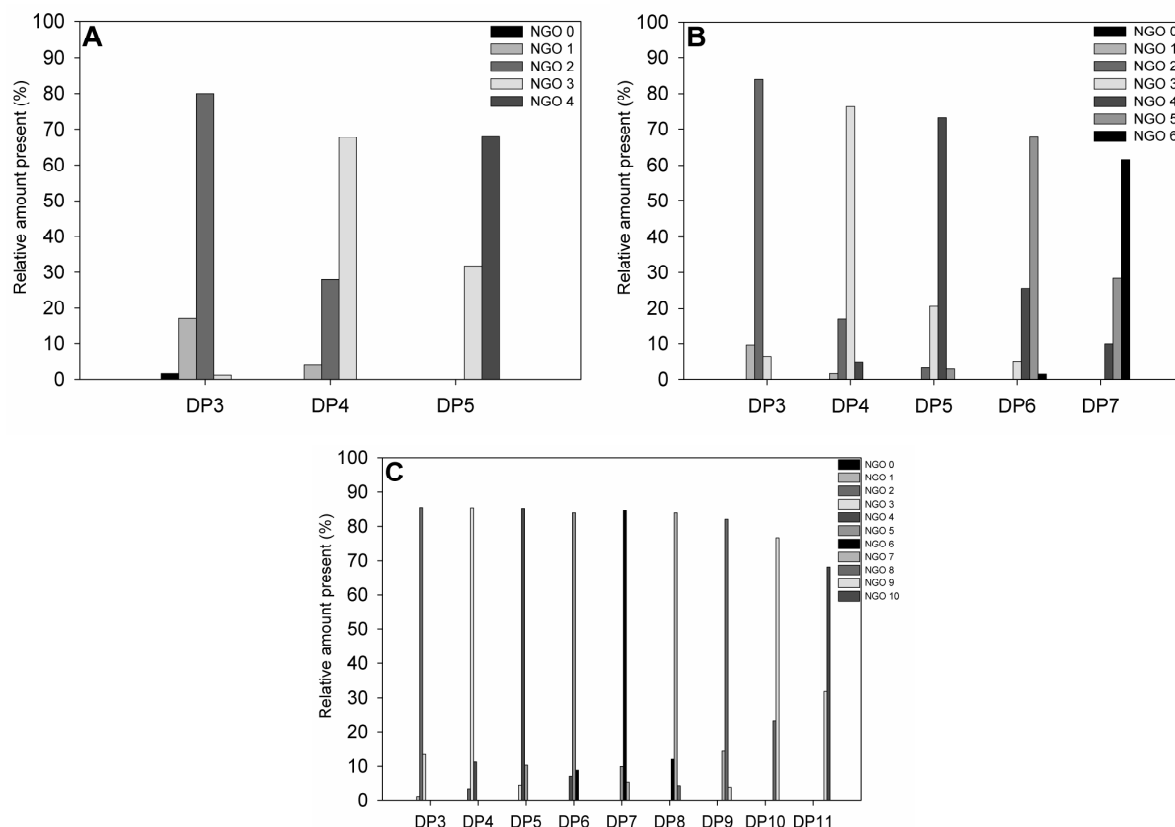 A
Relative amount present (%)
100
90
80
70
60
50
40
30
20
10
0
DP3 DP4 DP5
NGO 0
NGO 1
NGO 2
NGO 3
NGO 4
B
Relative amount present (%)
100
90
80
70
60
50
40
30
20
10
0
DP3 DP4 DP5 DP6 DP7
NGO 0
NGO 1
NGO 2
NGO 3
NGO 4
NGO 5
NGO 6
C
Relative amount present (%)
100
90
80
70
60
50
40
30
20
10
0
DP3 DP4 DP5 DP6 DP7 DP8 DP9 DP10 DP11
NGO 0
NGO 1
NGO 2
NGO 3
NGO 4
NGO 5
NGO 6
NGO 7
NGO 8
NGO 9
NGO 10